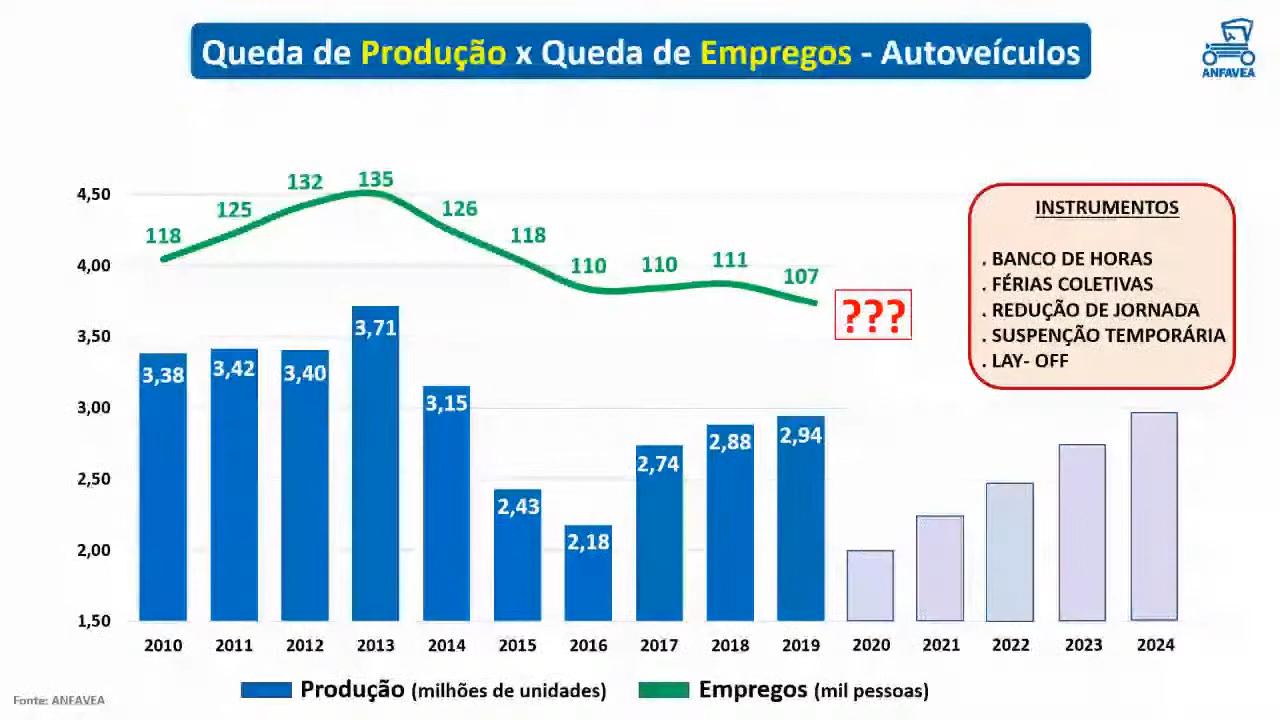 Queda de Produção x Queda de Empregos - Autoveículos
ANFAVEA
4,50
4,00
3,50
3,00
2,50
2,00
1,50
118
125
132
135
126
118
110
110
111
107
???
3,38
3,42
3,40
3,71
3,15
2,43
2,18
2,74
2,88
2,94
INSTRUMENTOS
. BANCO DE HORAS
. FÉRIAS COLETIVAS
. REDUÇÃO DE JORNADA
. SUSPENÇÃO TEMPORÁRIA
. LAY- OFF
2010 2011 2012 2013 2014 2015 2016 2017 2018 2019 2020 2021 2022 2023 2024
Produção (milhões de unidades) Empregos (mil pessoas)
Fonte: ANFAVEA